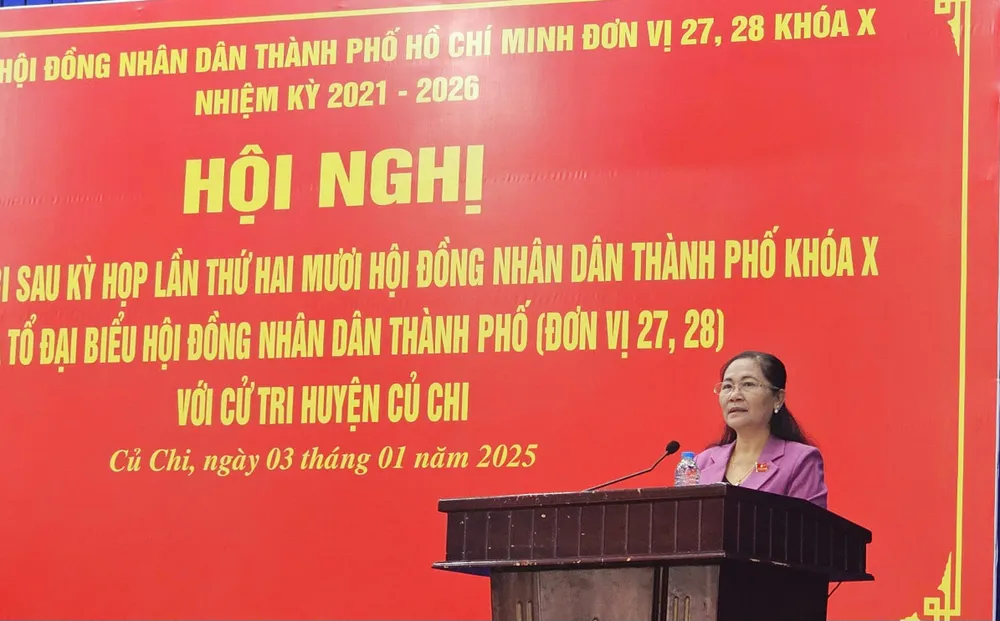 HỘI ĐỒNG NHÂN DÂN THÀNH PHỐ HỒ CHÍ MINH ĐƠN VỊ 27, 28 KHÓA X
NHIỆM KỲ 2021 - 2026
HỘI NGHỊ
SAU KỲ HỌP LẦN THỨ HAI MƯƠI HỘI ĐỒNG NHÂN DÂN THÀNH PHỐ KHÓA X
TỔ ĐẠI BIỂU HỘI ĐỒNG NHÂN DÂN THÀNH PHỐ (ĐƠN VỊ 27, 28)
VỚI CỬ TRI HUYỆN CỦ CHI
Củ Chi, ngày 03 tháng 01 năm 2025